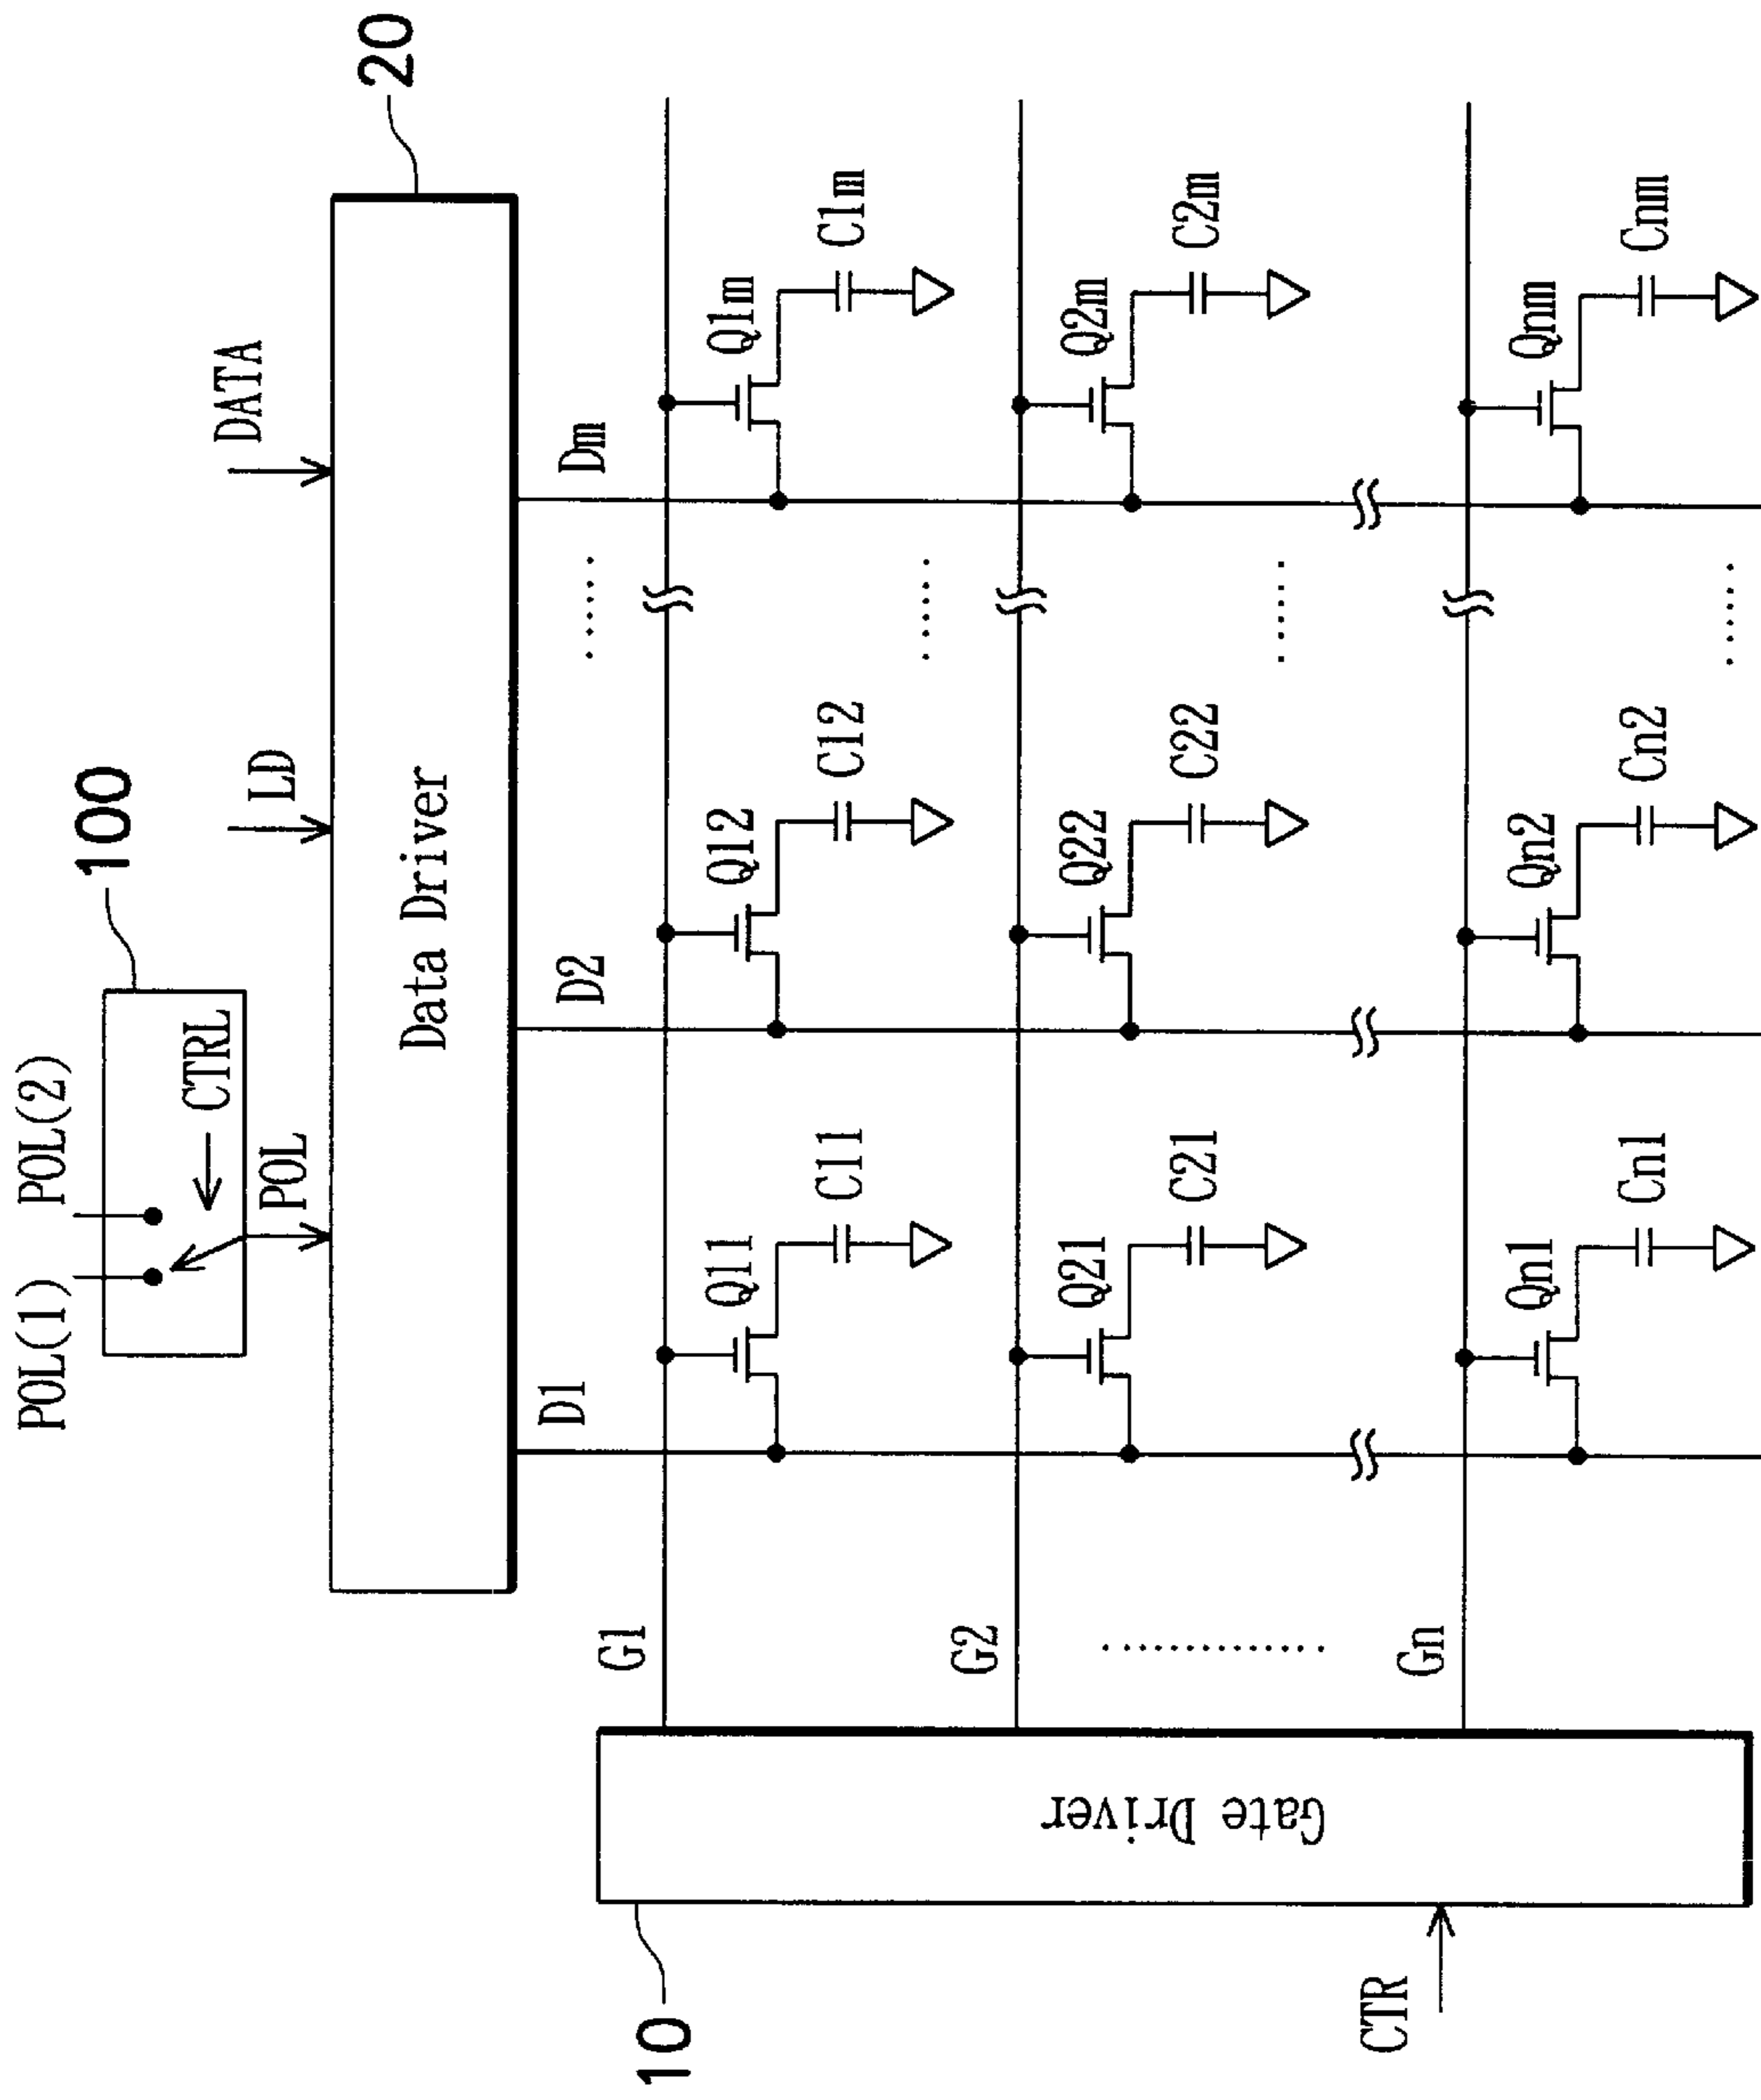 POL(1) POL(2)
100
CTRL
POL
LD
DATA
20
Data Driver
D1
D2
......
Dm
G1
Q11
C11
Q12
C12
......
Q1m
C1m
G2
Q21
C21
Q22
C22
......
Q2m
C2m
..............
Gn
Qn1
Cn1
Qn2
Cn2
......
Qnm
Cnm
10
Gate Driver
CTR